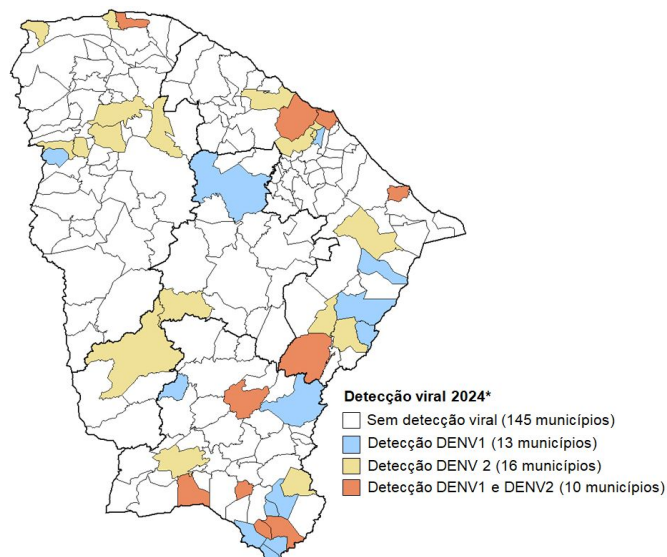 Detecção viral 2024*
Sem detecção viral (145 municípios)
Detecção DENV1 (13 municípios)
Detecção DENV 2 (16 municípios)
Detecção DENV1 e DENV2 (10 municípios)